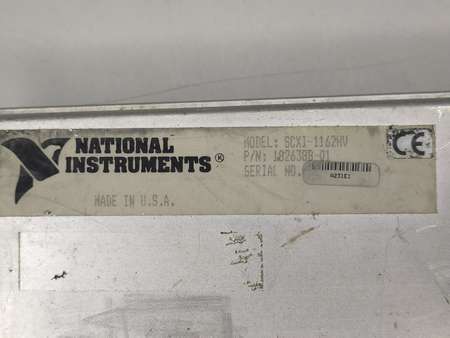 NATIONAL
INSTRUMENTS®
MADE IN U.S.A.
MODEL: SCXI-1162HV
P/N: 182638B-01
SERIAL NO.
CE